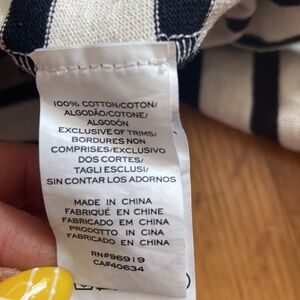 100% COTTON/COTON/
ALGODÃO/COTONE/
ALGODÓN
EXCLUSIVE OF TRIMS/
BORDURES NON
COMPRISES/EXCLUSIVO
DOS CORTES/
TAGLI ESCLUSI/
SIN CONTAR LOS ADORNOS
MADE IN CHINA
FABRIQUÉ EN CHINE
FABRICADO EM CHINA
PRODOTTO IN CINA
FABRICADO EN CHINA
RN#96919
CA#40634